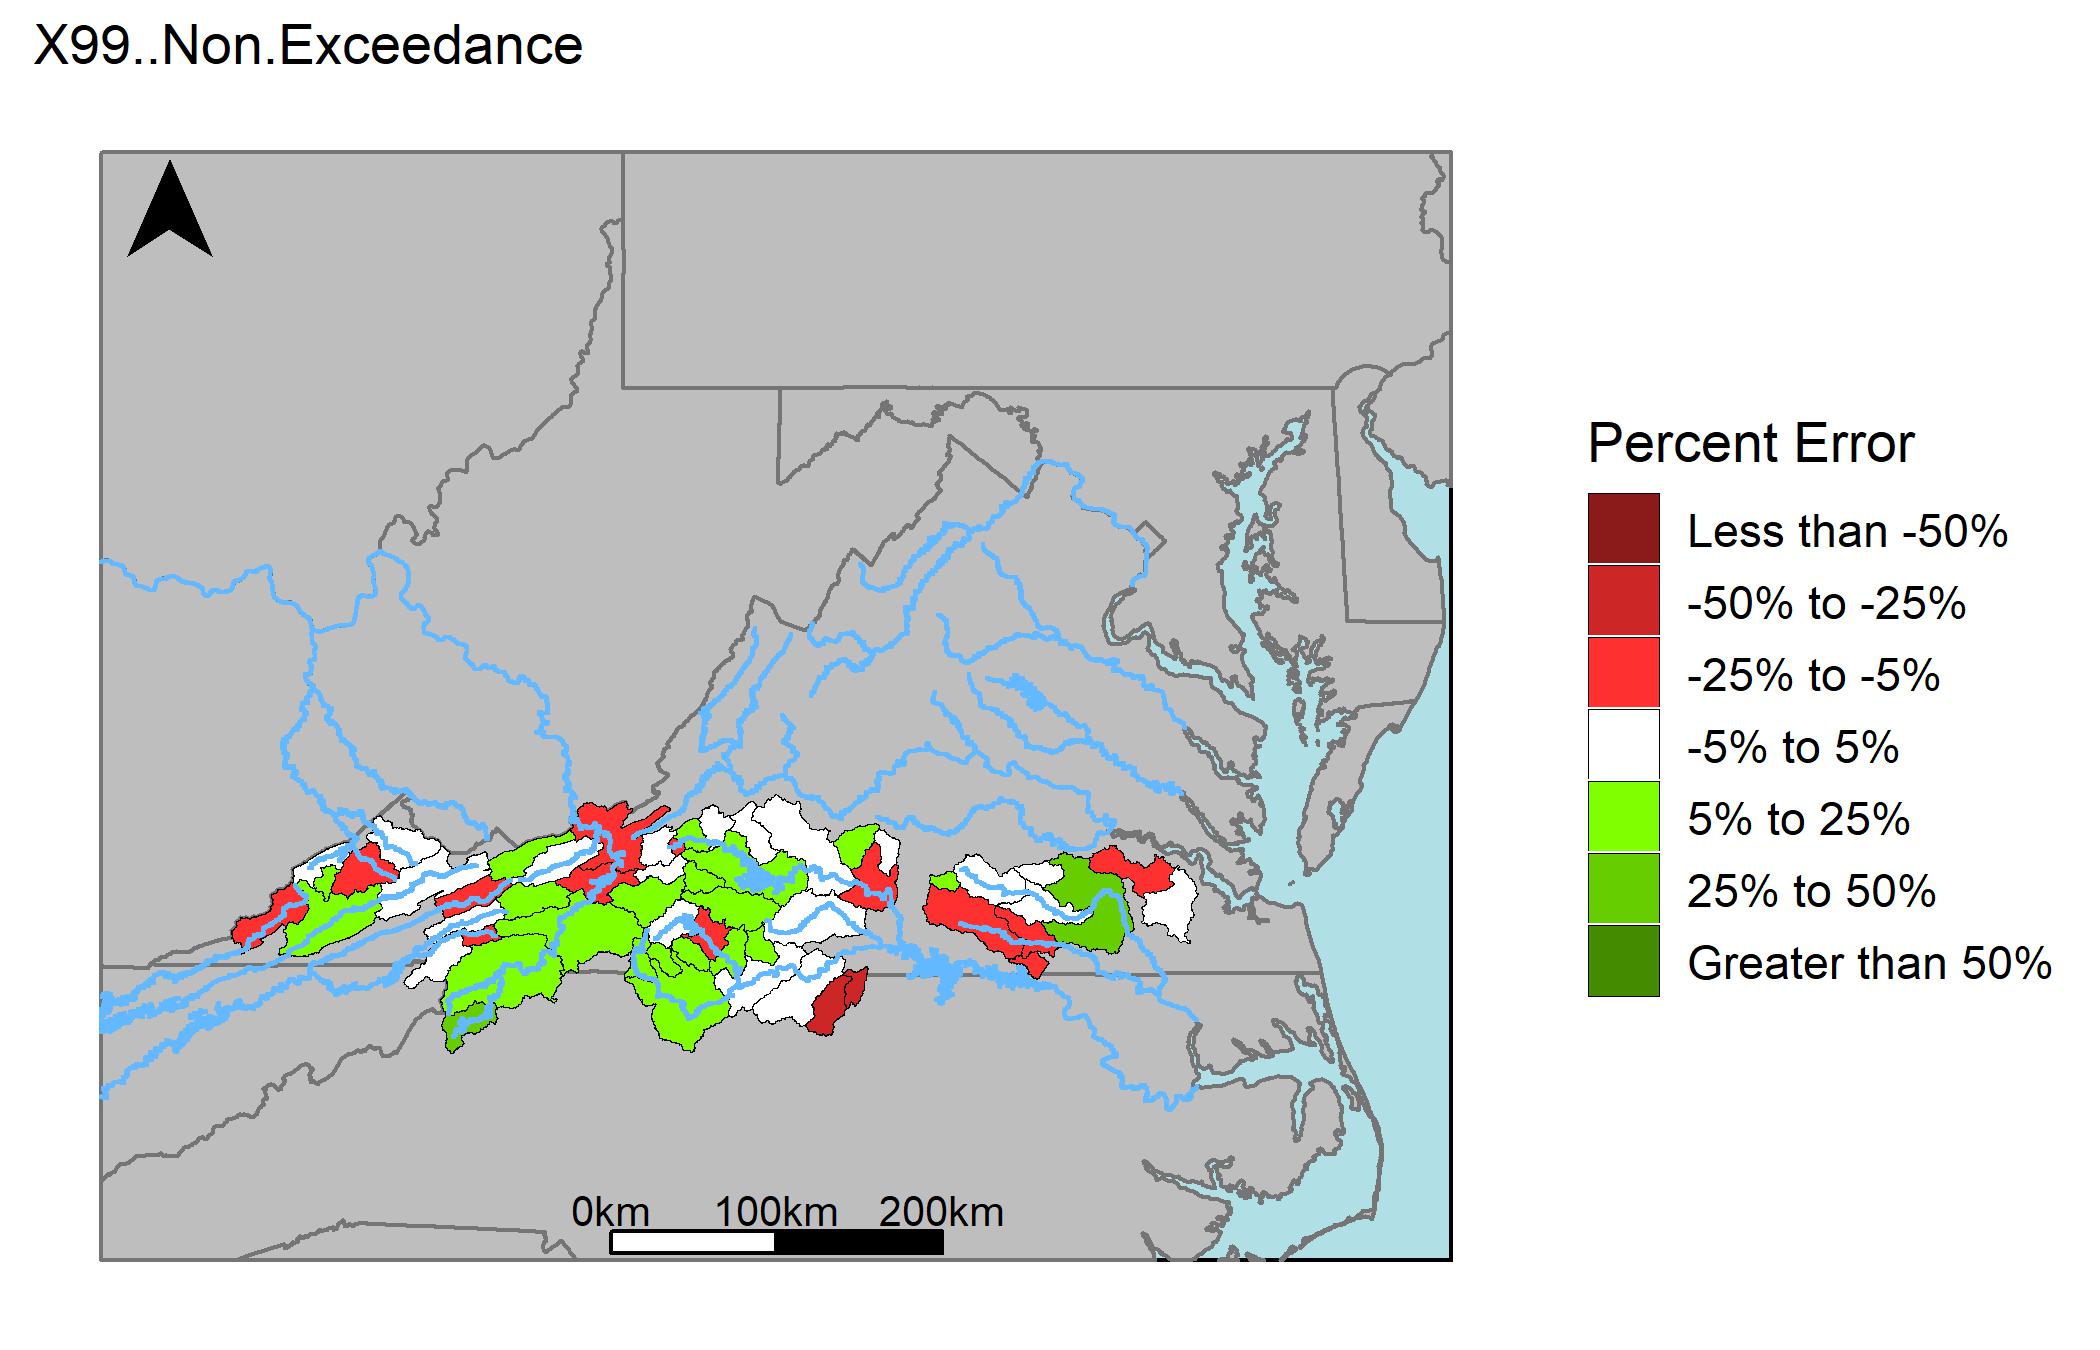 X99..Non.Exceedance
Percent Error
Less than -50%
-50% to -25%
-25% to -5%
-5% to 5%
5% to 25%
25% to 50%
Greater than 50%
0km 100km 200km